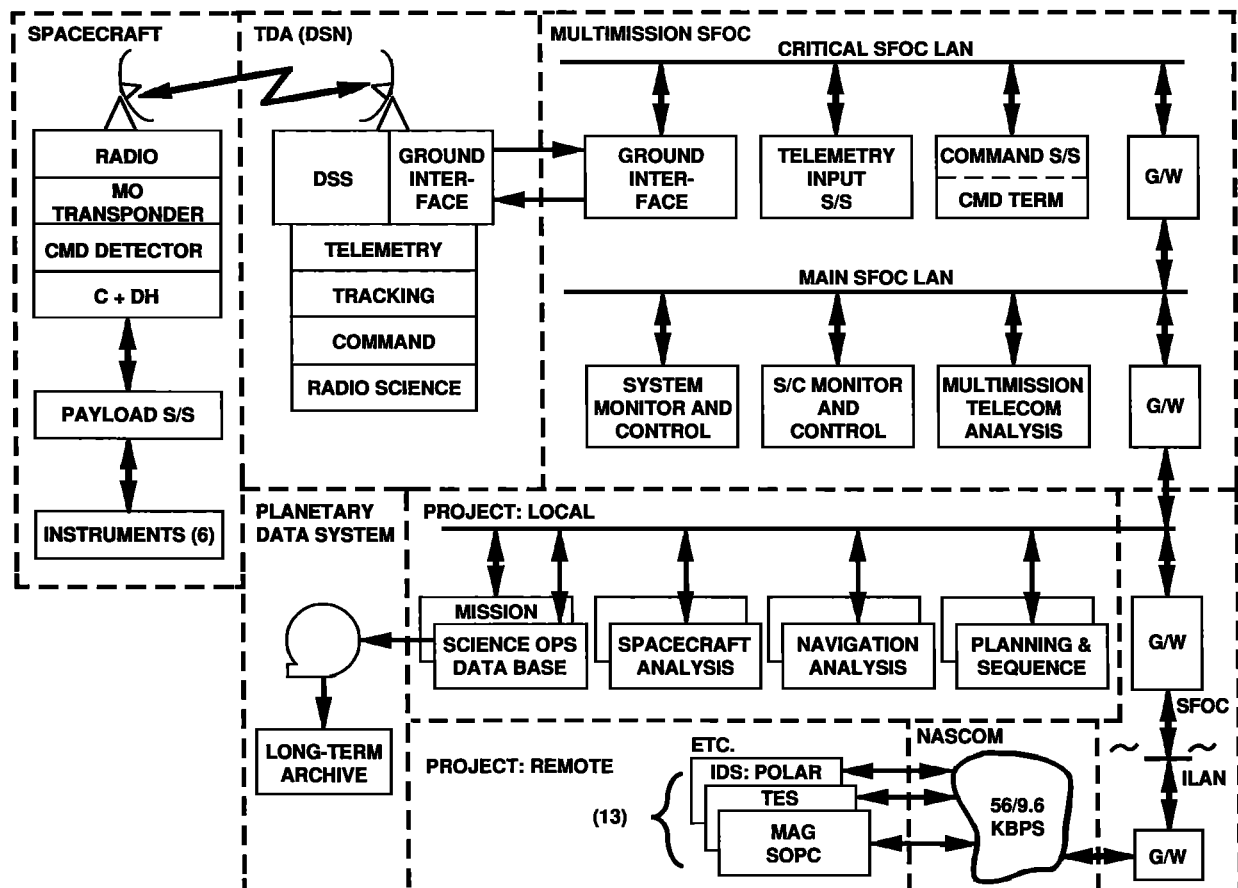 SPACECRAFT
RADIO
MO
TRANSPONDER
CMD DETECTOR
C + DH
PAYLOAD S/S
INSTRUMENTS (6)
TDA (DSN)
DSS
GROUND
INTER-
FACE
TELEMETRY
TRACKING
COMMAND
RADIO SCIENCE
MULTIMISSION SFOC
CRITICAL SFOC LAN
GROUND
INTER-
FACE
TELEMETRY
INPUT
S/S
COMMAND S/S
CMD TERM
G/W
MAIN SFOC LAN
SYSTEM
MONITOR AND
CONTROL
S/C MONITOR
AND
CONTROL
MULTIMISSION
TELECOM
ANALYSIS
G/W
PLANETARY
DATA SYSTEM
LONG-TERM
ARCHIVE
PROJECT: LOCAL
MISSION
SCIENCE OPS
DATA BASE
SPACECRAFT
ANALYSIS
NAVIGATION
ANALYSIS
PLANNING &
SEQUENCE
G/W
SFOC
ILAN
G/W
PROJECT: REMOTE
(13)
ETC.
IDS: POLAR
TES
MAG
SOPC
NASCOM
56/9.6
KBPS